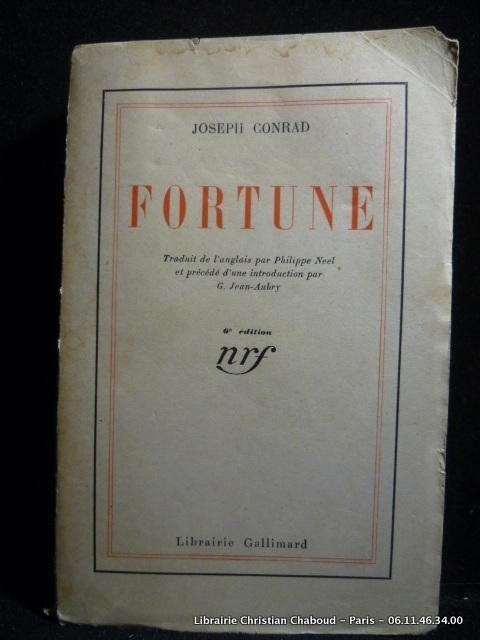 JOSEPH CONRAD
FORTUNE
Traduit de l'anglais par Philippe Neel
et précédé d'une introduction par
G. Jean-Aubry
6e édition
nrf
Librairie Gallimard
Librairie Christian Chaboud – Paris – 06.11.46.34.00